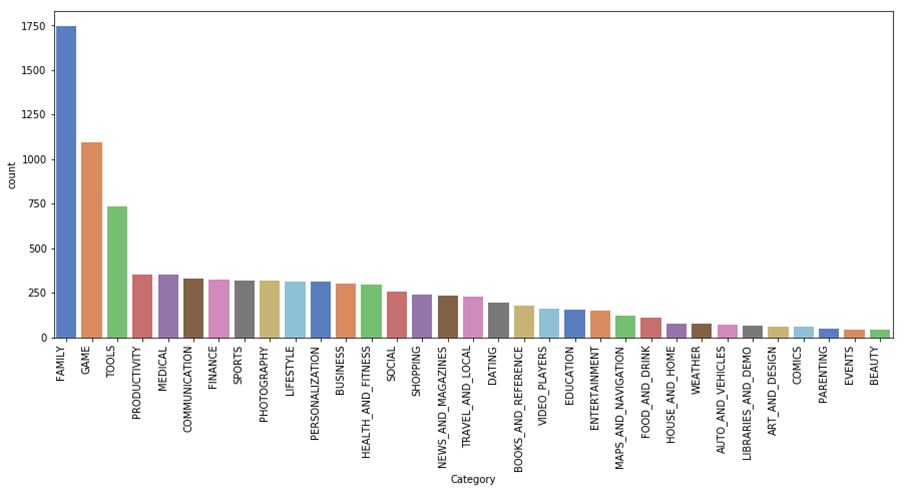 1750
1500
1250
1000
750
500
250
0
count
FAMILY
GAME
TOOLS
PRODUCTIVITY
MEDICAL
COMMUNICATION
FINANCE
SPORTS
PHOTOGRAPHY
LIFESTYLE
PERSONALIZATION
BUSINESS
HEALTH_AND_FITNESS
SOCIAL
SHOPPING
NEWS_AND_MAGAZINES
TRAVEL_AND_LOCAL
DATING
BOOKS_AND_REFERENCE
VIDEO_PLAYERS
EDUCATION
ENTERTAINMENT
MAPS_AND_NAVIGATION
FOOD_AND_DRINK
HOUSE_AND_HOME
WEATHER
AUTO_AND_VEHICLES
LIBRARIES_AND_DEMO
ART_AND_DESIGN
COMICS
PARENTING
EVENTS
BEAUTY
Category